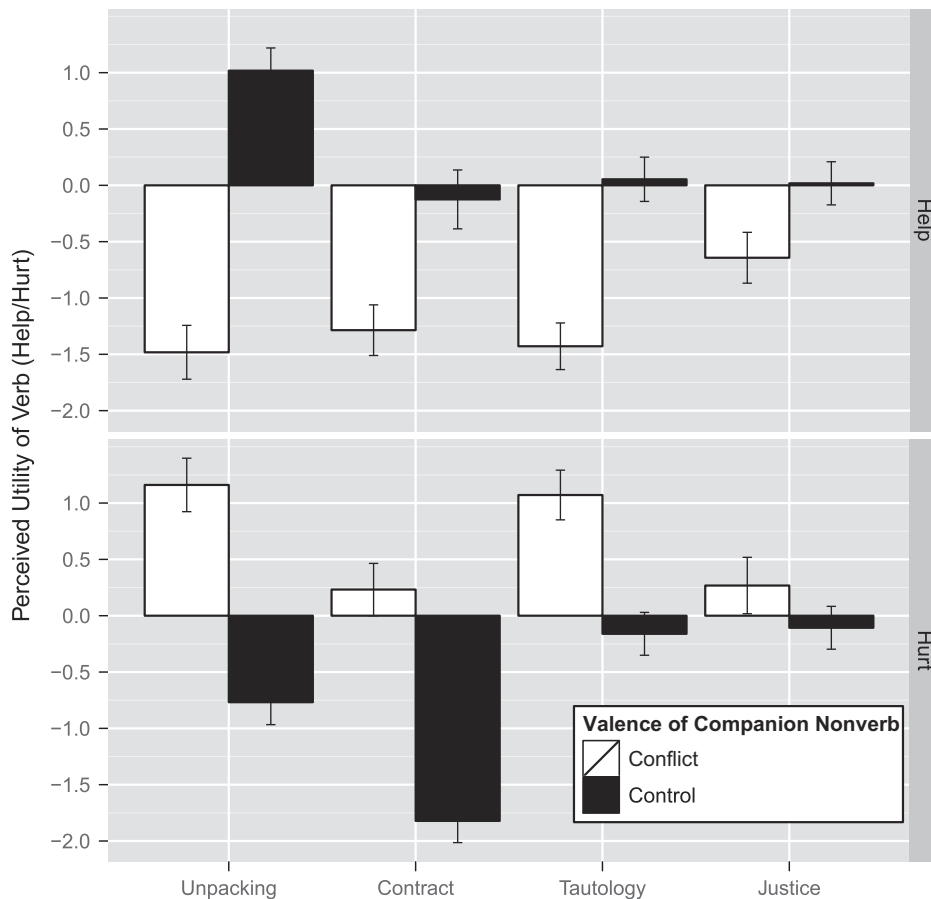 Perceived Utility of Verb (Help/Hurt)
1.0
0.5
0.0
−0.5
−1.0
−1.5
−2.0
Help
1.0
0.5
0.0
−0.5
−1.0
−1.5
−2.0
Hurt
Valence of Companion Nonverb
Conflict
Control
Unpacking Contract Tautology Justice